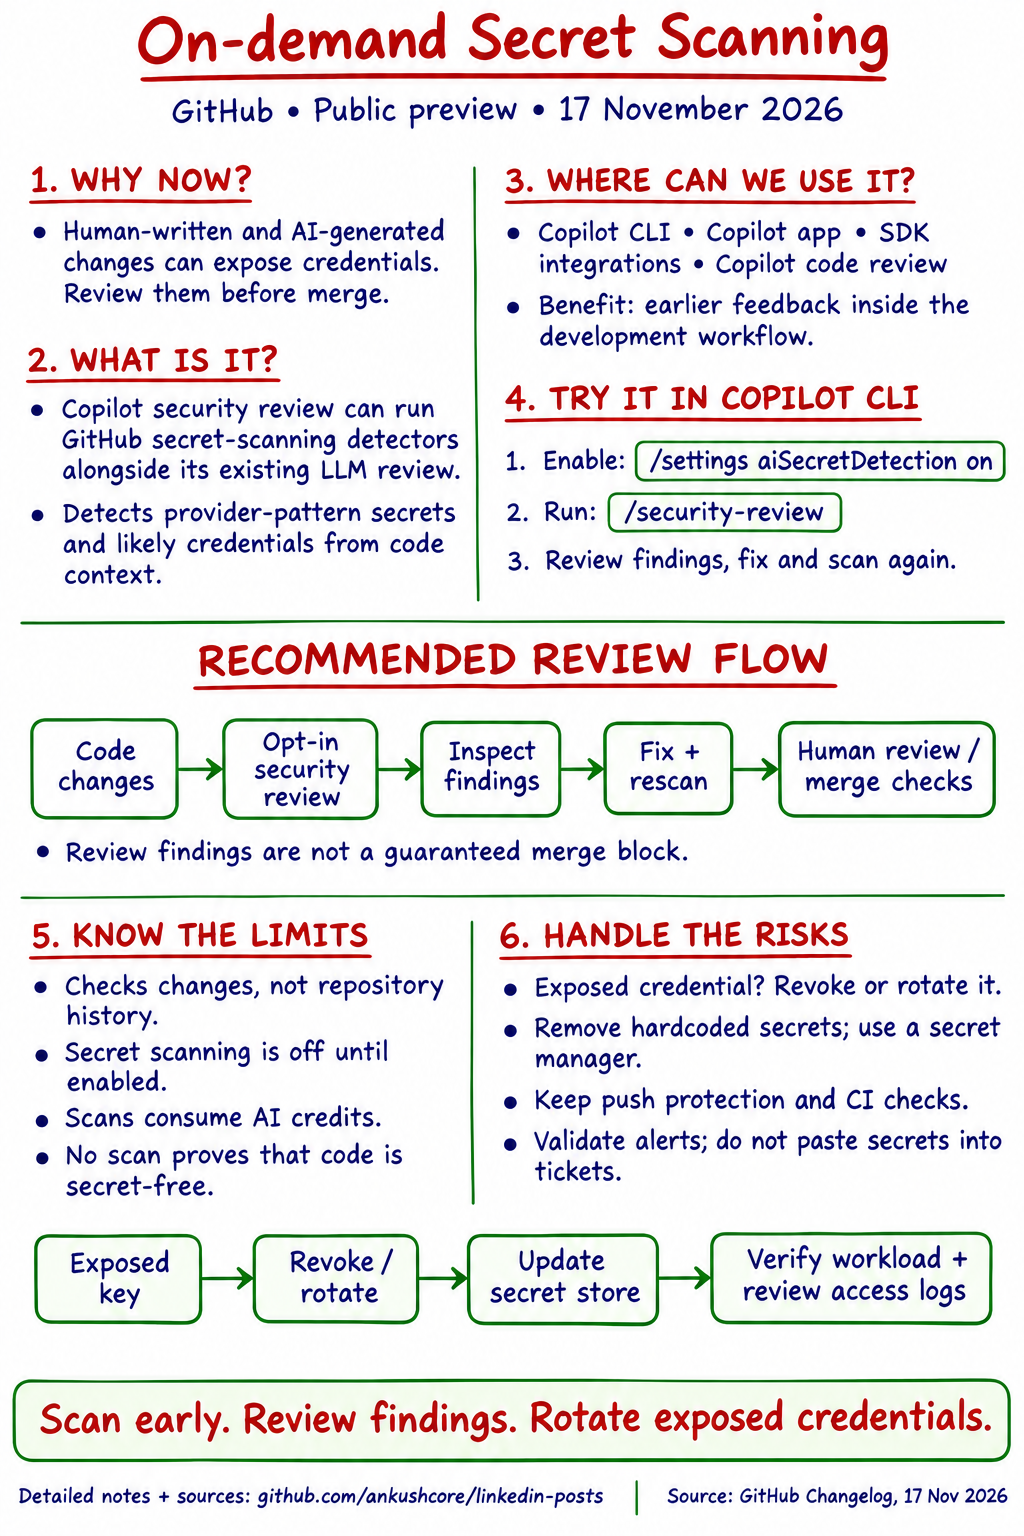 On-demand Secret Scanning
GitHub • Public preview • 17 November 2026
1. WHY NOW?
• Human-written and AI-generated
changes can expose credentials.
Review them before merge.
2. WHAT IS IT?
• Copilot security review can run
GitHub secret-scanning detectors
alongside its existing LLM review.
• Detects provider-pattern secrets
and likely credentials from code
context.
3. WHERE CAN WE USE IT?
• Copilot CLI • Copilot app • SDK
integrations • Copilot code review
• Benefit: earlier feedback inside the
development workflow.
4. TRY IT IN COPILOT CLI
1. Enable: /settings aiSecretDetection on
2. Run: /security-review
3. Review findings, fix and scan again.
RECOMMENDED REVIEW FLOW
Code
changes
Opt-in
security
review
Inspect
findings
Fix +
rescan
Human review /
merge checks
• Review findings are not a guaranteed merge block.
5. KNOW THE LIMITS
• Checks changes, not repository
history.
• Secret scanning is off until
enabled.
• Scans consume AI credits.
• No scan proves that code is
secret-free.
6. HANDLE THE RISKS
• Exposed credential? Revoke or rotate it.
• Remove hardcoded secrets; use a secret
manager.
• Keep push protection and CI checks.
• Validate alerts; do not paste secrets into
tickets.
Exposed
key
Revoke /
rotate
Update
secret store
Verify workload +
review access logs
Scan early. Review findings. Rotate exposed credentials.
Detailed notes + sources: github.com/ankushcore/linkedin-posts
Source: GitHub Changelog, 17 Nov 2026